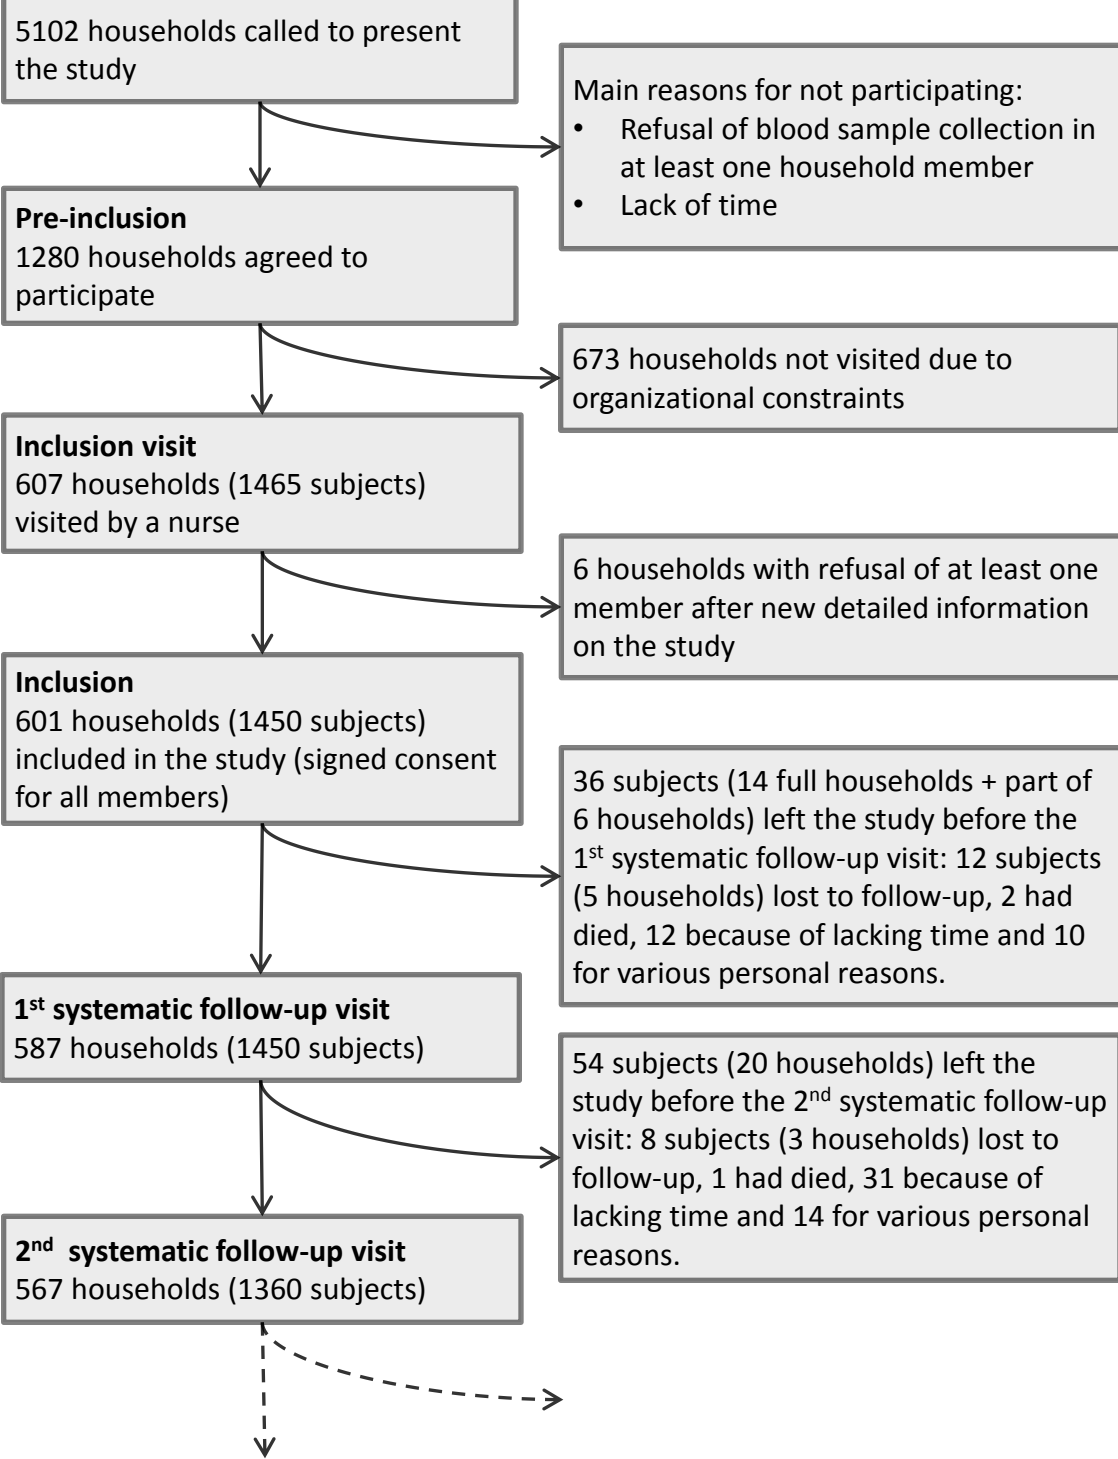 5102 households called to present
the study
Main reasons for not participating:
• Refusal of blood sample collection in
at least one household member
• Lack of time
Pre-inclusion
1280 households agreed to
participate
673 households not visited due to
organizational constraints
Inclusion visit
607 households (1465 subjects)
visited by a nurse
6 households with refusal of at least one
member after new detailed information
on the study
Inclusion
601 households (1450 subjects)
included in the study (signed consent
for all members)
36 subjects (14 full households + part of
6 households) left the study before the
1st systematic follow-up visit: 12 subjects
(5 households) lost to follow-up, 2 had
died, 12 because of lacking time and 10
for various personal reasons.
1st systematic follow-up visit
587 households (1450 subjects)
54 subjects (20 households) left the
study before the 2nd systematic follow-up
visit: 8 subjects (3 households) lost to
follow-up, 1 had died, 31 because of
lacking time and 14 for various personal
reasons.
2nd systematic follow-up visit
567 households (1360 subjects)